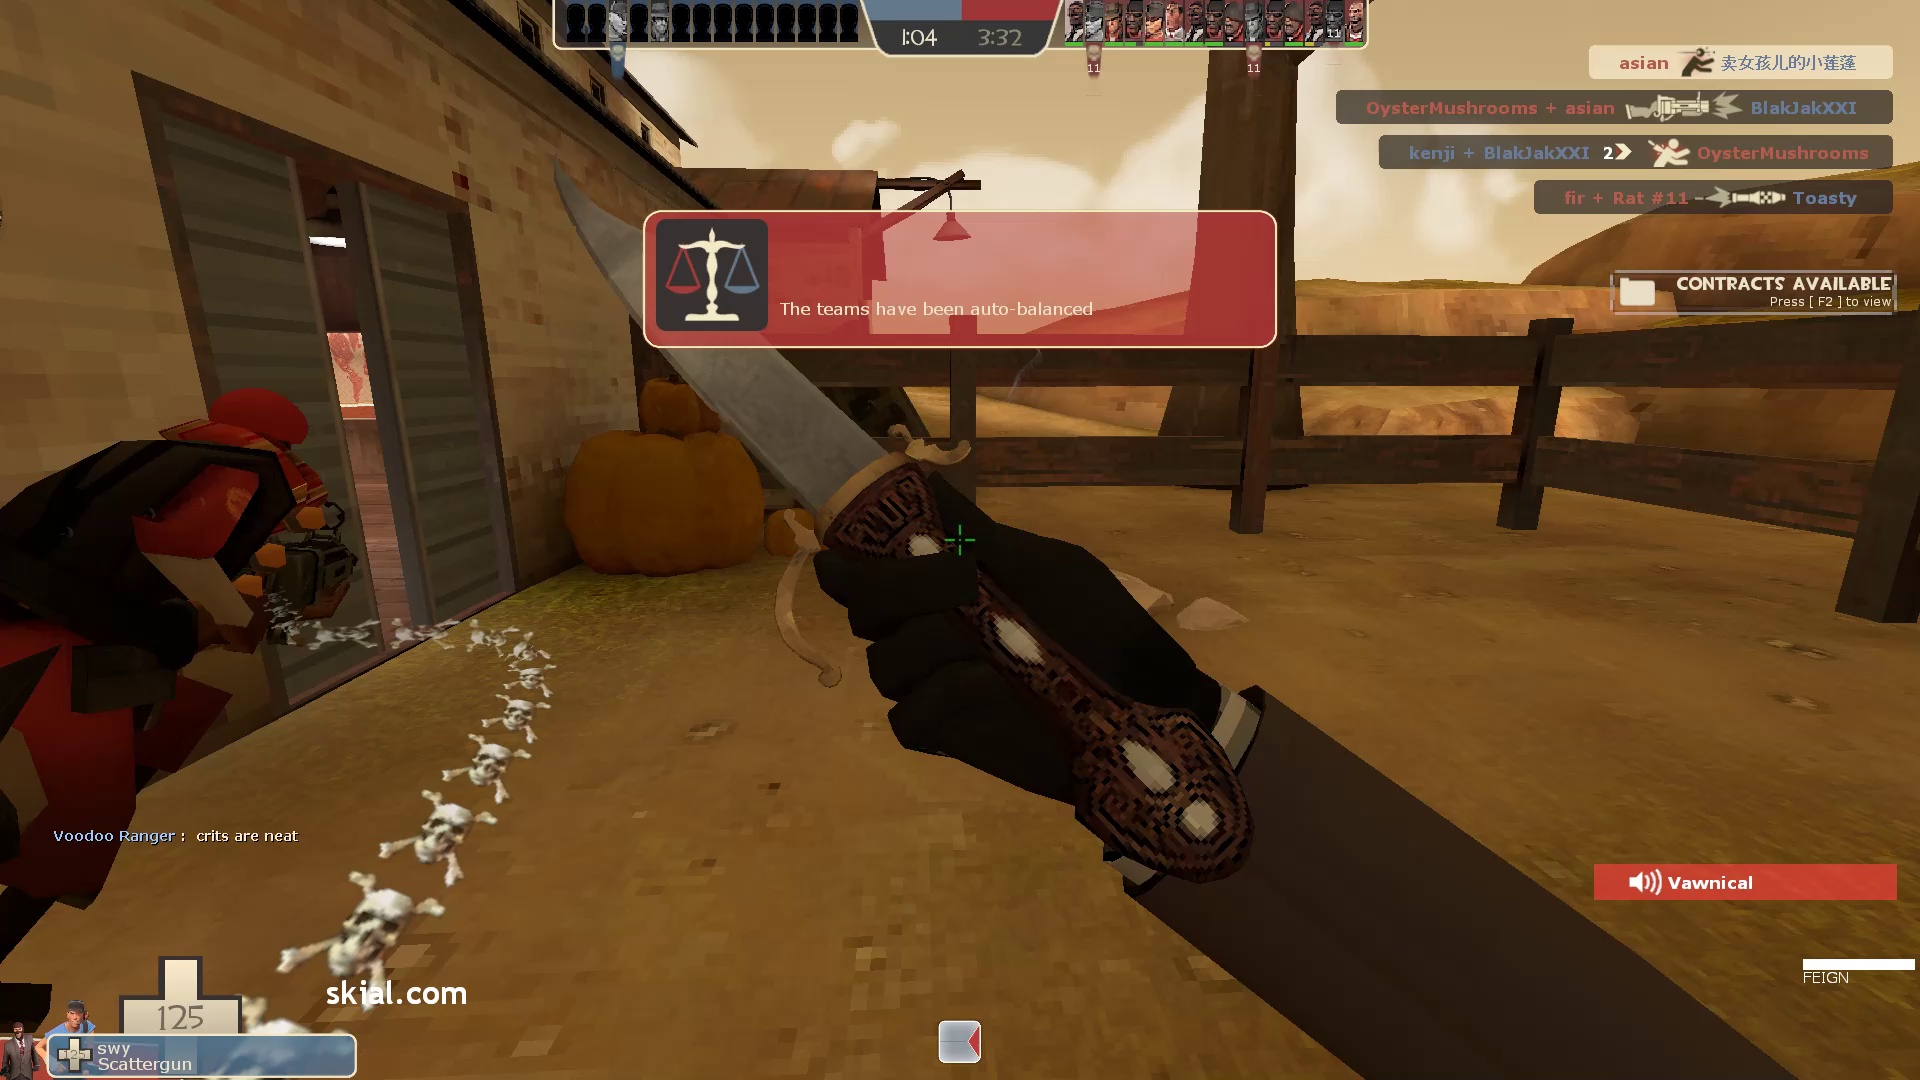 1:04
3:32
11
11
11
asian 卖女孩儿的小莲蓬
OysterMushrooms + asian BlakJakXXI
kenji + BlakJakXXI 2 OysterMushrooms
fir + Rat #11 Toasty
CONTRACTS AVAILABLE
Press [ F2 ] to view
The teams have been auto-balanced
Voodoo Ranger : crits are neat
Vawnical
FEIGN
skial.com
125
125
swy
Scattergun